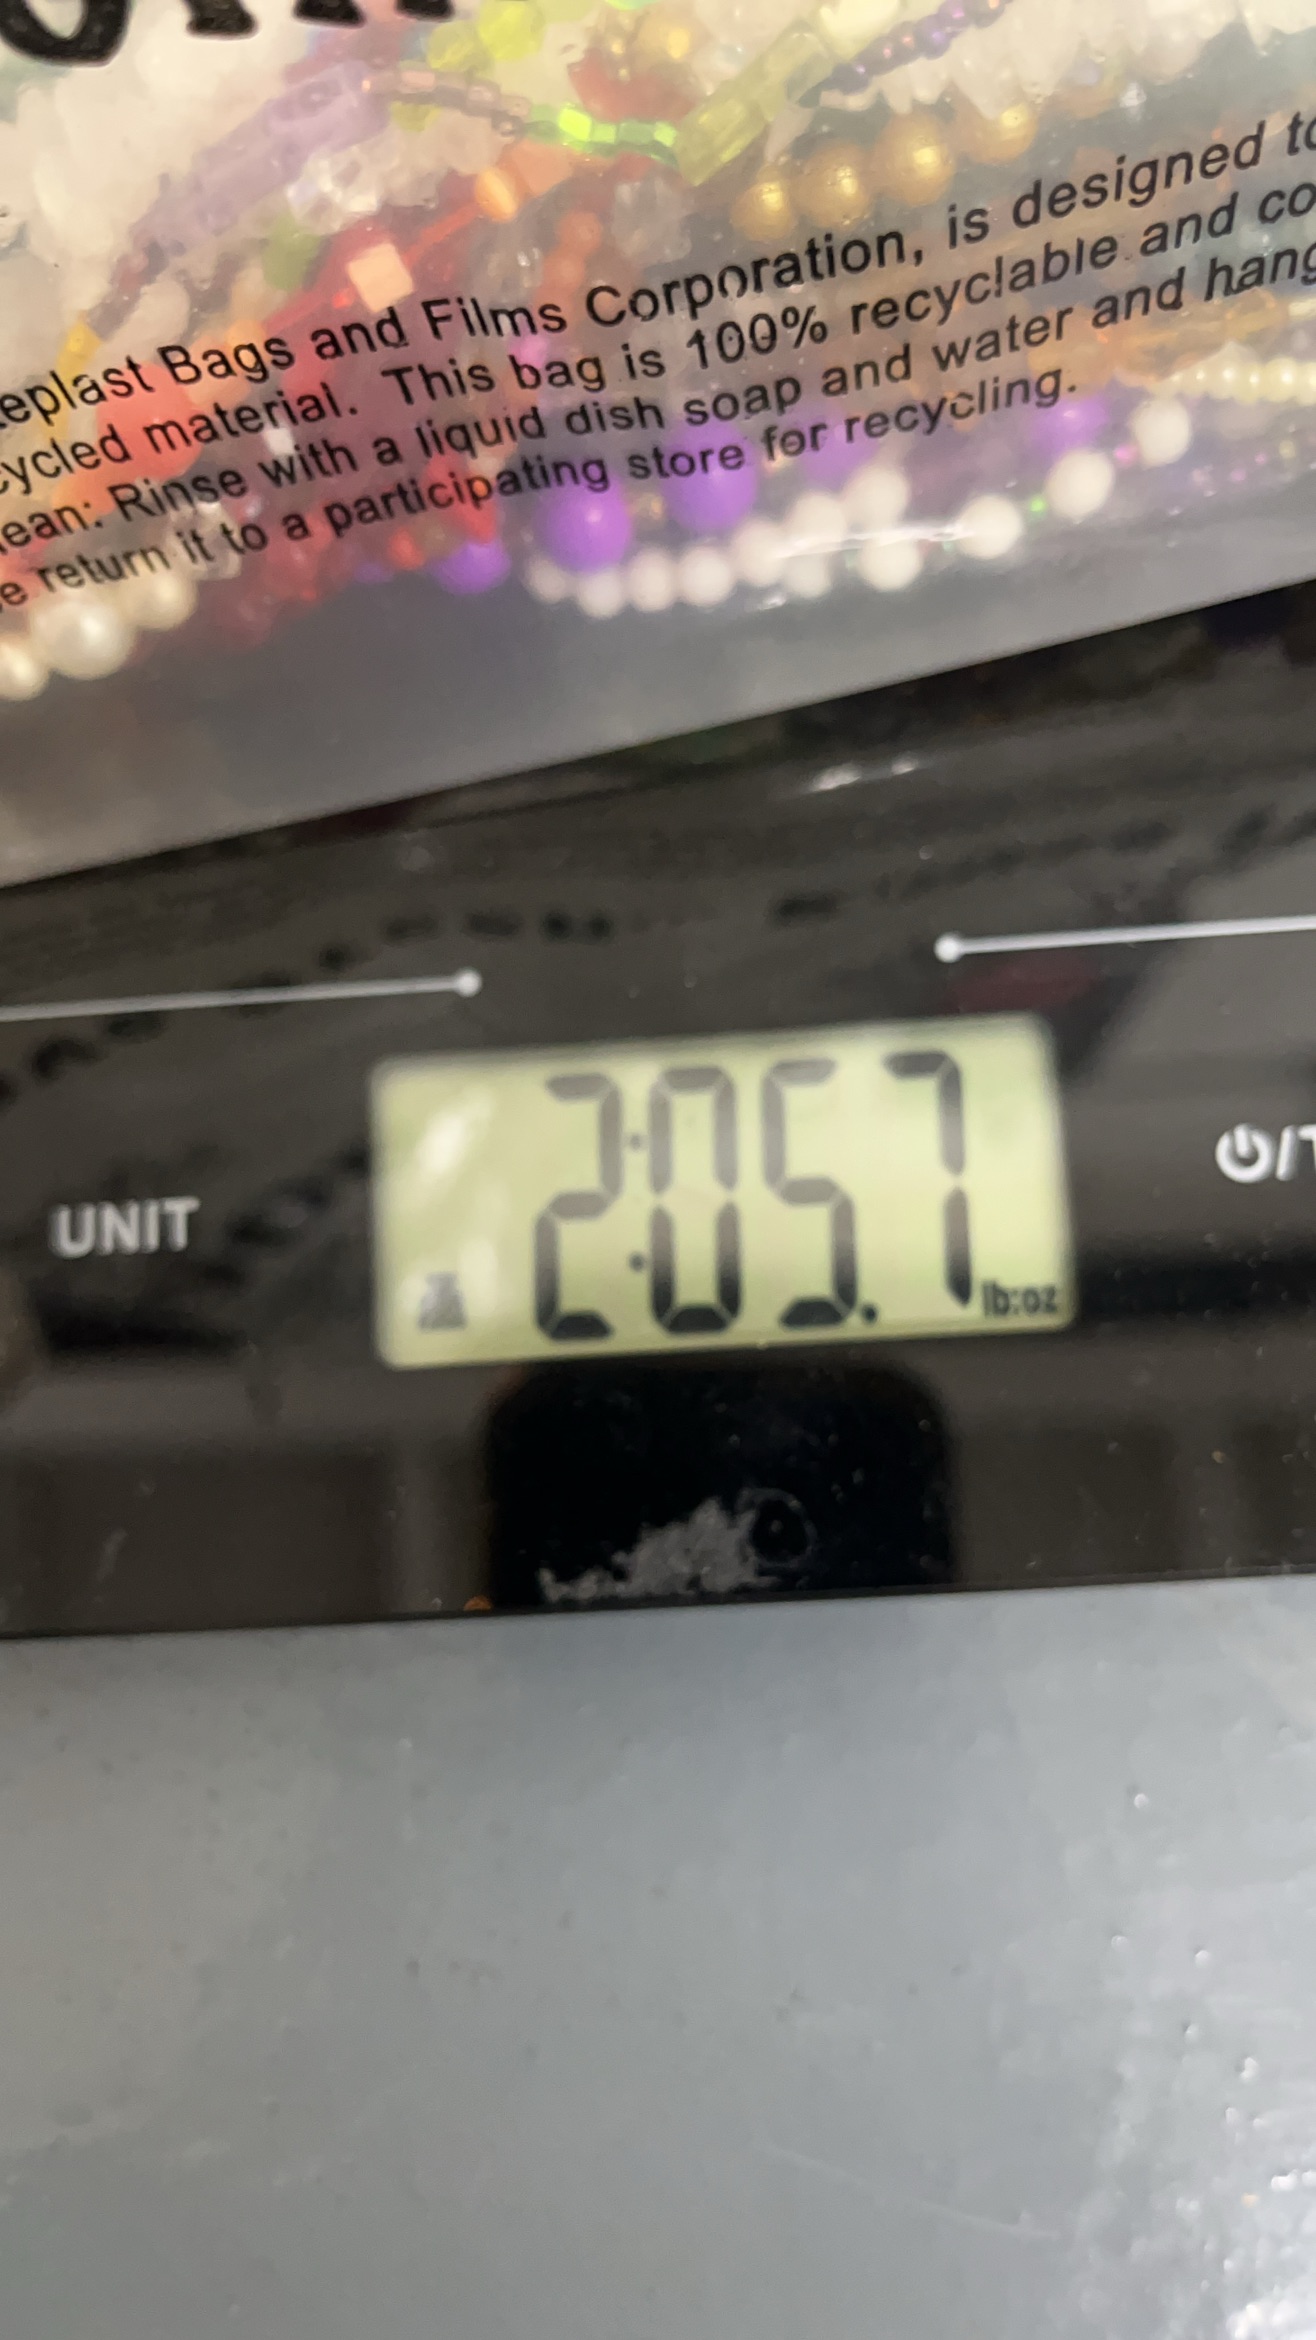 eplast Bags and Films Corporation, is designed to
ycled material. This bag is 100% recyclable and co
lean: Rinse with a liquid dish soap and water and hang
e return it to a participating store for recycling.
UNIT
2:05.7 lb:oz